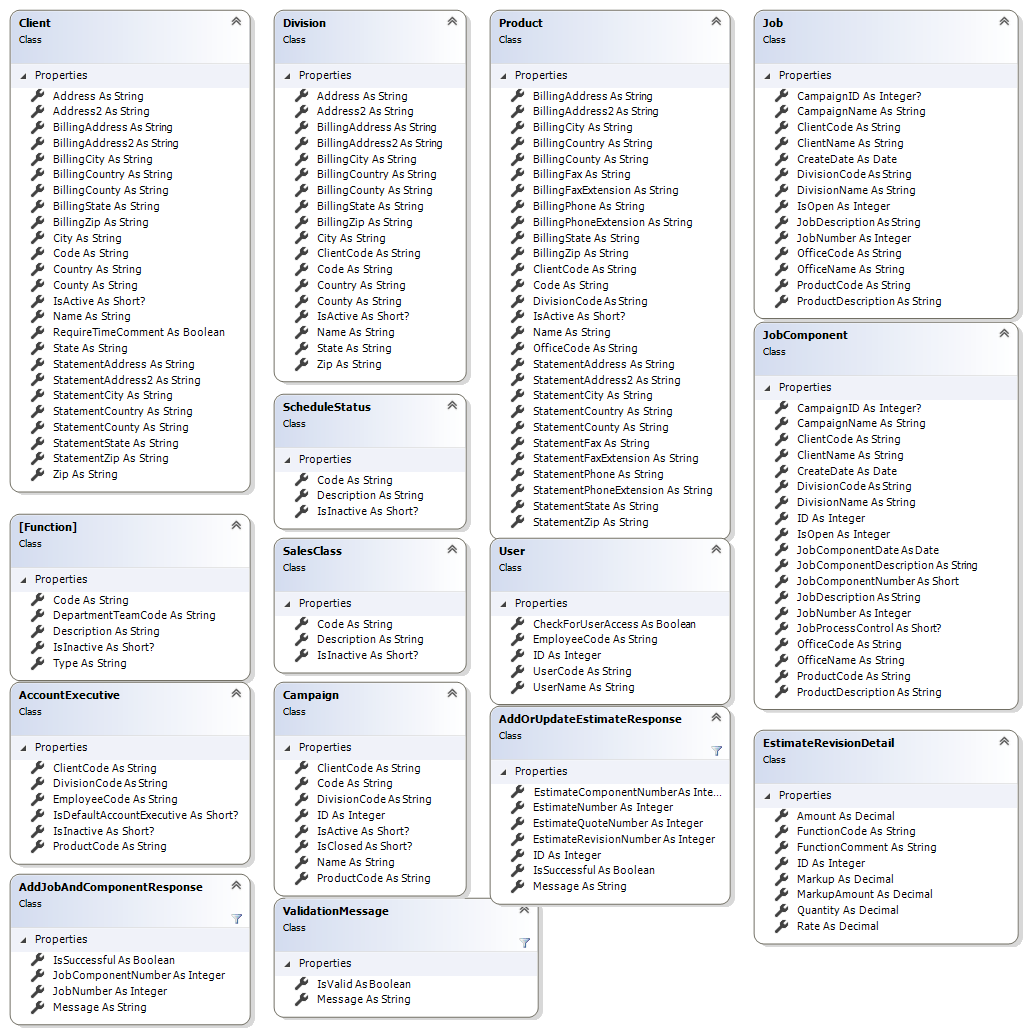 Client
Class
Properties
Address As String
Address2 As String
BillingAddress As String
BillingAddress2 As String
BillingCity As String
BillingCountry As String
BillingCounty As String
BillingState As String
BillingZip As String
City As String
Code As String
Country As String
County As String
IsActive As Short?
Name As String
RequireTimeComment As Boolean
State As String
StatementAddress As String
StatementAddress2 As String
StatementCity As String
StatementCountry As String
StatementCounty As String
StatementState As String
StatementZip As String
Zip As String
[Function]
Class
Properties
Code As String
DepartmentTeamCode As String
Description As String
IsInactive As Short?
Type As String
AccountExecutive
Class
Properties
ClientCode As String
DivisionCode As String
EmployeeCode As String
IsDefaultAccountExecutive As Short?
IsInactive As Short?
ProductCode As String
AddJobAndComponentResponse
Class
Properties
IsSuccessful As Boolean
JobComponentNumber As Integer
JobNumber As Integer
Message As String
Division
Class
Properties
Address As String
Address2 As String
BillingAddress As String
BillingAddress2 As String
BillingCity As String
BillingCountry As String
BillingCounty As String
BillingState As String
BillingZip As String
City As String
ClientCode As String
Code As String
Country As String
County As String
IsActive As Short?
Name As String
State As String
Zip As String
ScheduleStatus
Class
Properties
Code As String
Description As String
IsInactive As Short?
SalesClass
Class
Properties
Code As String
Description As String
IsInactive As Short?
Campaign
Class
Properties
ClientCode As String
Code As String
DivisionCode As String
ID As Integer
IsActive As Short?
IsClosed As Short?
Name As String
ProductCode As String
ValidationMessage
Class
Properties
IsValid As Boolean
Message As String
Product
Class
Properties
BillingAddress As String
BillingAddress2 As String
BillingCity As String
BillingCountry As String
BillingCounty As String
BillingFax As String
BillingFaxExtension As String
BillingPhone As String
BillingPhoneExtension As String
BillingState As String
BillingZip As String
ClientCode As String
Code As String
DivisionCode As String
IsActive As Short?
Name As String
OfficeCode As String
StatementAddress As String
StatementAddress2 As String
StatementCity As String
StatementCountry As String
StatementCounty As String
StatementFax As String
StatementFaxExtension As String
StatementPhone As String
StatementPhoneExtension As String
StatementState As String
StatementZip As String
User
Class
Properties
CheckForUserAccess As Boolean
EmployeeCode As String
ID As Integer
UserCode As String
UserName As String
AddOrUpdateEstimateResponse
Class
Properties
EstimateComponentNumber As Inte...
EstimateNumber As Integer
EstimateQuoteNumber As Integer
EstimateRevisionNumber As Integer
ID As Integer
IsSuccessful As Boolean
Message As String
Job
Class
Properties
CampaignID As Integer?
CampaignName As String
ClientCode As String
ClientName As String
CreateDate As Date
DivisionCode As String
DivisionName As String
IsOpen As Integer
JobDescription As String
JobNumber As Integer
OfficeCode As String
OfficeName As String
ProductCode As String
ProductDescription As String
JobComponent
Class
Properties
CampaignID As Integer?
CampaignName As String
ClientCode As String
ClientName As String
CreateDate As Date
DivisionCode As String
DivisionName As String
ID As Integer
IsOpen As Integer
JobComponentDate As Date
JobComponentDescription As String
JobComponentNumber As Short
JobDescription As String
JobNumber As Integer
JobProcessControl As Short?
OfficeCode As String
OfficeName As String
ProductCode As String
ProductDescription As String
EstimateRevisionDetail
Class
Properties
Amount As Decimal
FunctionCode As String
FunctionComment As String
ID As Integer
Markup As Decimal
MarkupAmount As Decimal
Quantity As Decimal
Rate As Decimal